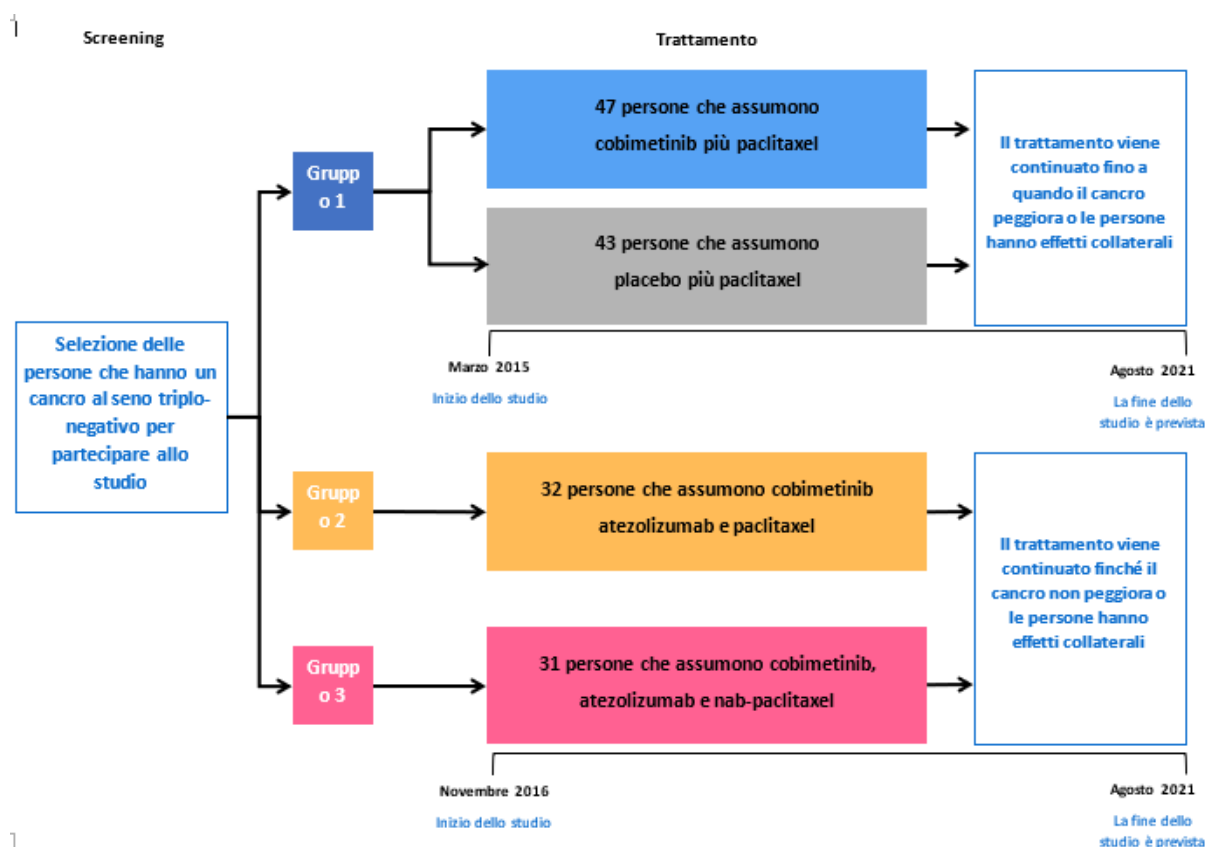 Screening
Trattamento
Selezione delle
persone che hanno un
cancro al seno triplo-
negativo per
partecipare allo
studio
Grupp
o 1
47 persone che assumono
cobimetinib più paclitaxel
43 persone che assumono
placebo più paclitaxel
Il trattamento viene
continuato fino a
quando il cancro
peggiora o le persone
hanno effetti collaterali
Marzo 2015
Inizio dello studio
Agosto 2021
La fine dello
studio è prevista
Grupp
o 2
32 persone che assumono cobimetinib
atezolizumab e paclitaxel
Grupp
o 3
31 persone che assumono cobimetinib,
atezolizumab e nab-paclitaxel
Il trattamento viene
continuato finché il
cancro non peggiora o
le persone hanno
effetti collaterali
Novembre 2016
Inizio dello studio
Agosto 2021
La fine dello
studio è prevista